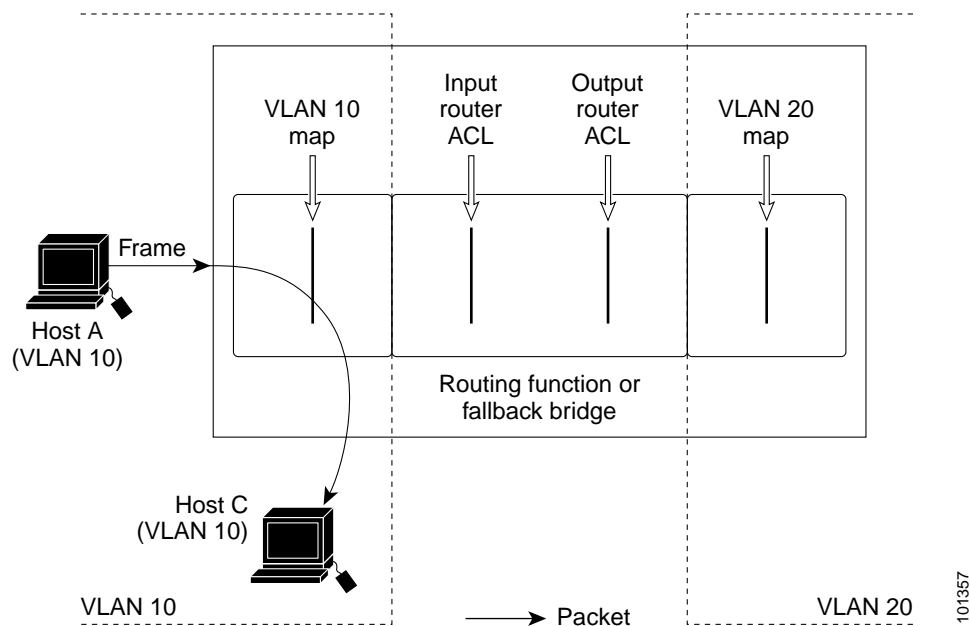 VLAN 10
map
Input
router
ACL
Output
router
ACL
VLAN 20
map
Frame
Host A
(VLAN 10)
Routing function or
fallback bridge
Host C
(VLAN 10)
VLAN 10
Packet
VLAN 20
101357